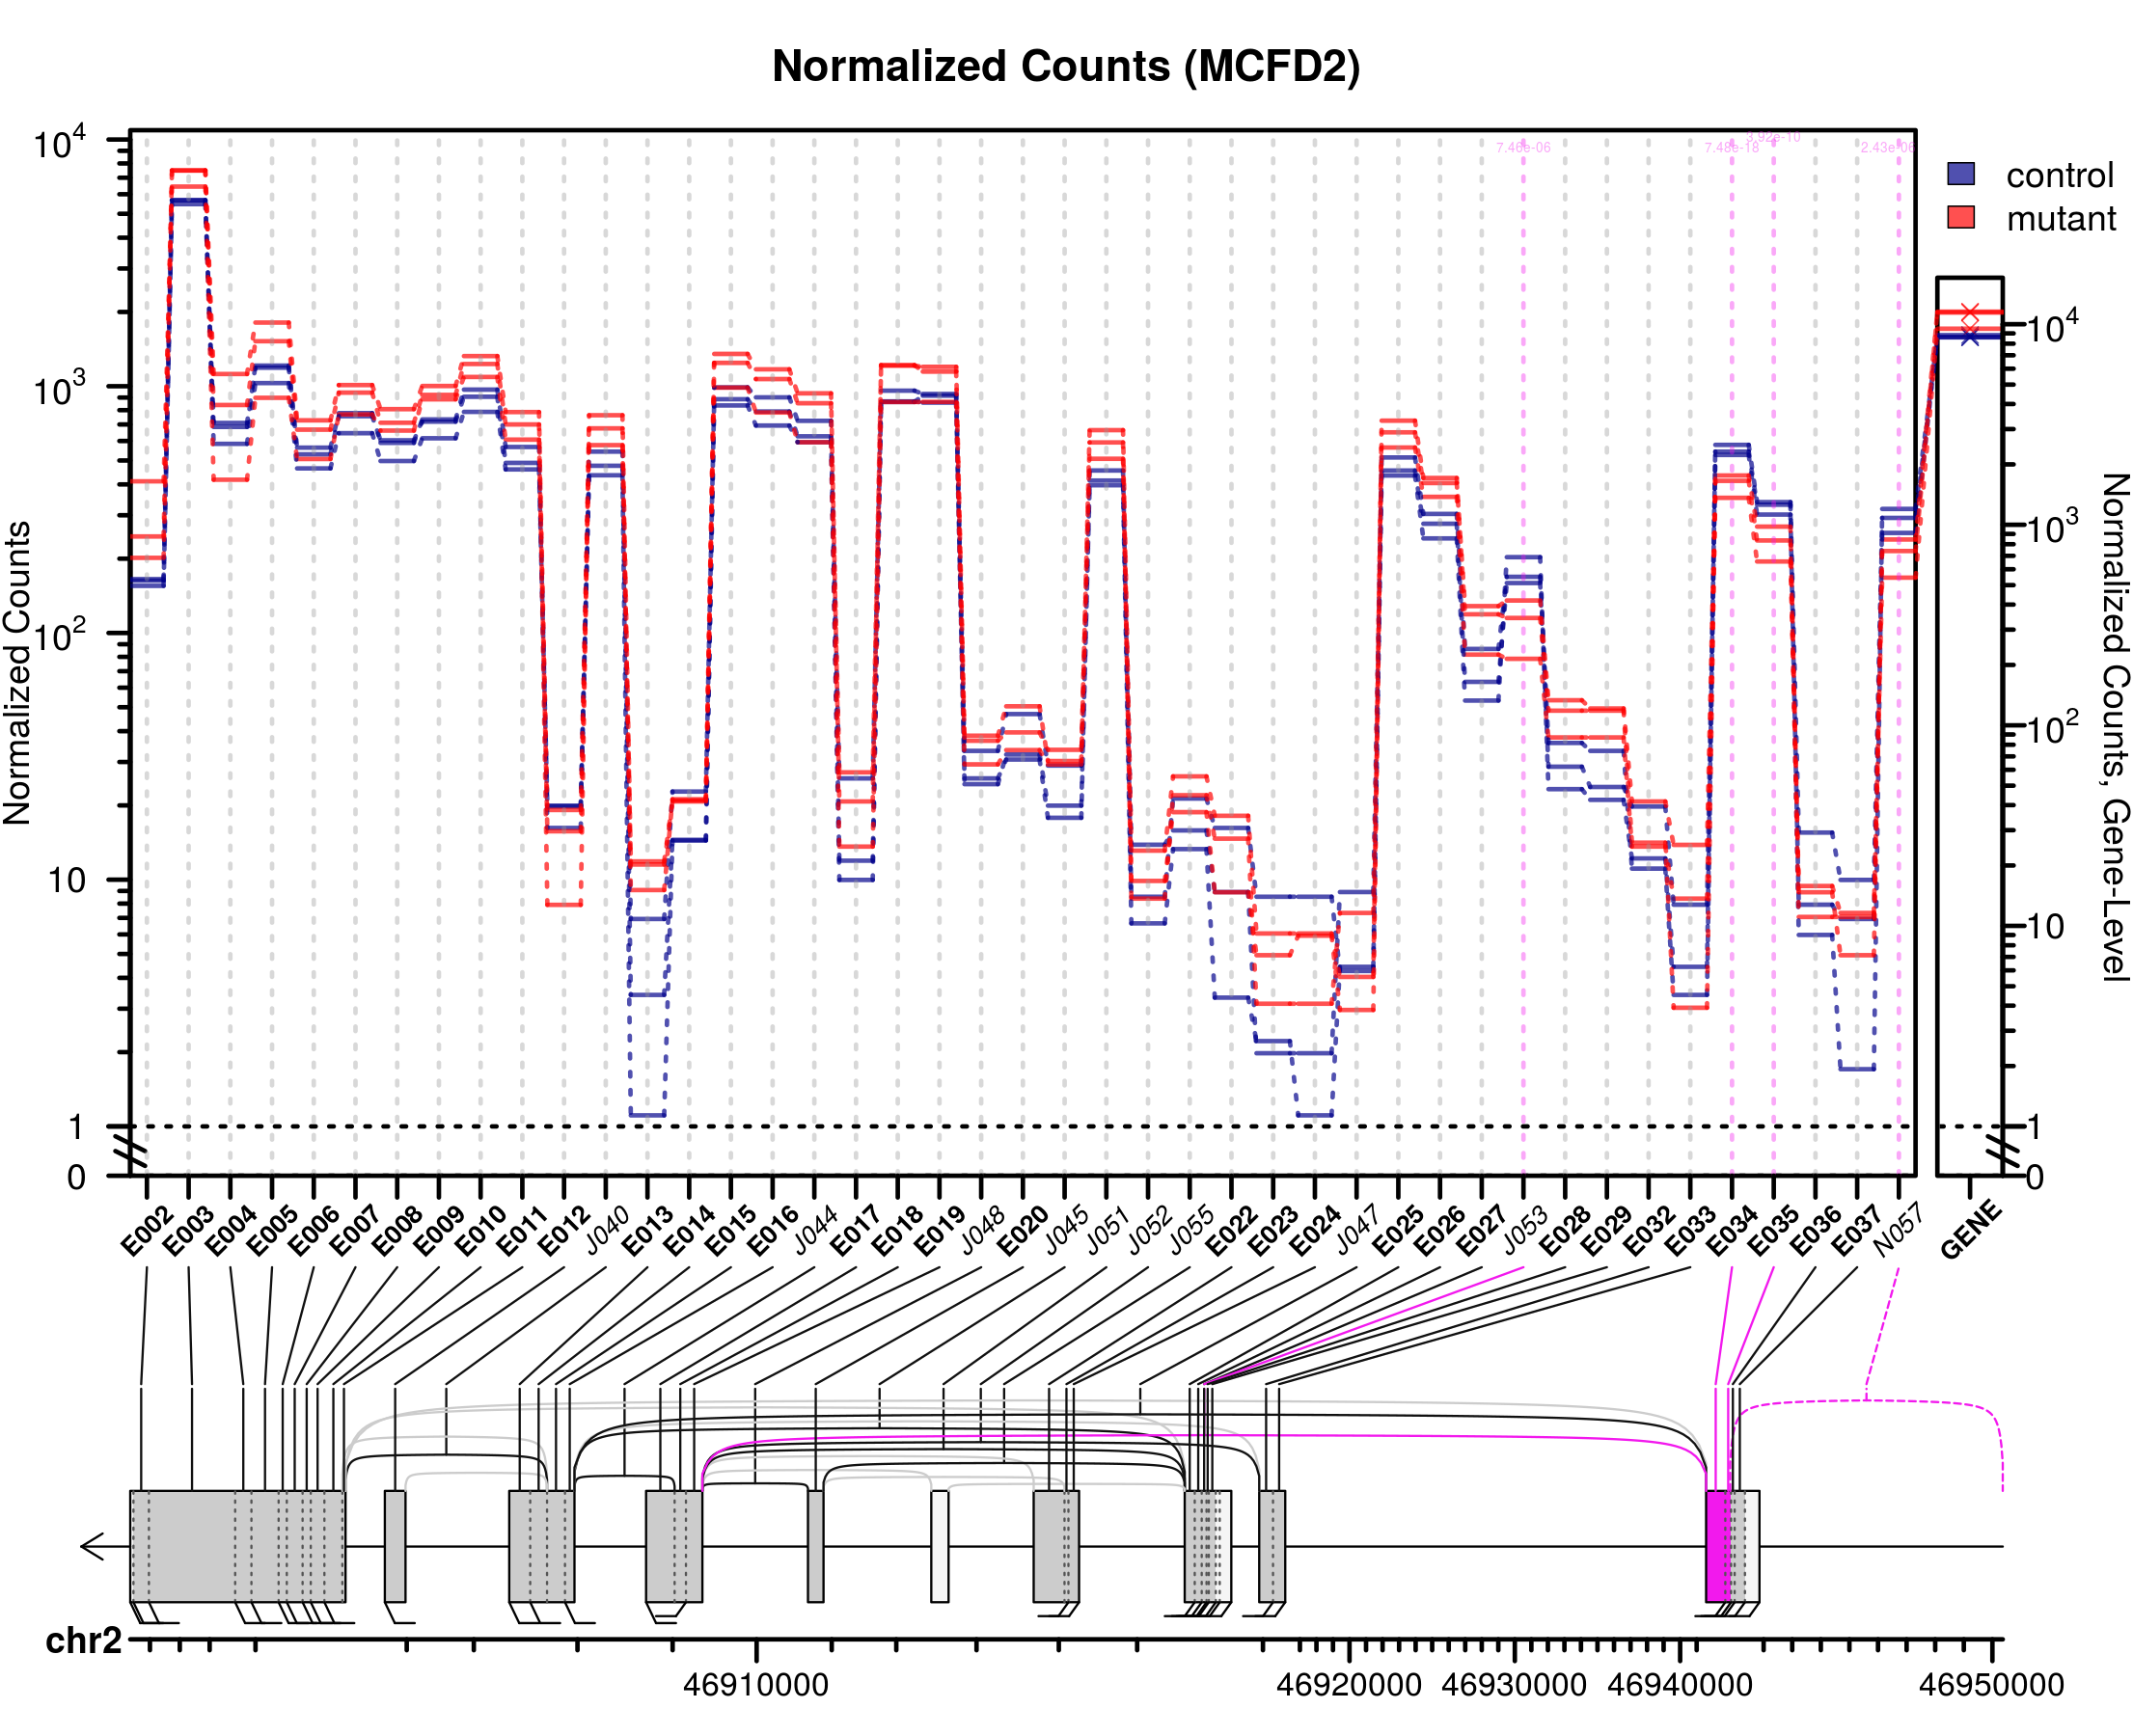 Normalized Counts (MCFD2)
3.92e-10
7.46e-06
7.48e-18
2.43e-06
control
mutant
Normalized Counts
10^4
10^3
10^2
10
1
0
10^4
10^3
10^2
10
1
0
Normalized Counts, Gene-Level
E002 E003 E004 E005 E006 E007 E008 E009 E010 E011 E012 J040 E013 E014 E015 E016 J044 E017 E018 E019 J048 E020 J045 J051 J052 J055 E022 E023 E024 J047 E025 E026 E027 J053 E028 E029 E032 E033 E034 E035 E036 E037 N057 GENE
chr2
46910000 46920000 46930000 46940000 46950000